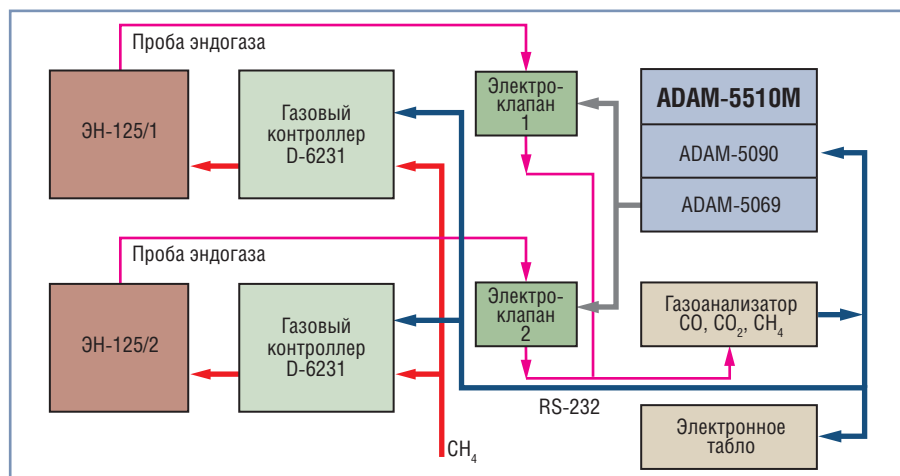 Проба эндогаза
ЭН-125/1
Газовый
контроллер
D-6231
Электро-
клапан
1
ADAM-5510M
ADAM-5090
ADAM-5069
Проба эндогаза
ЭН-125/2
Газовый
контроллер
D-6231
Электро-
клапан
2
Газоанализатор
CO, CO₂, CH₄
RS-232
Электронное
табло
CH₄